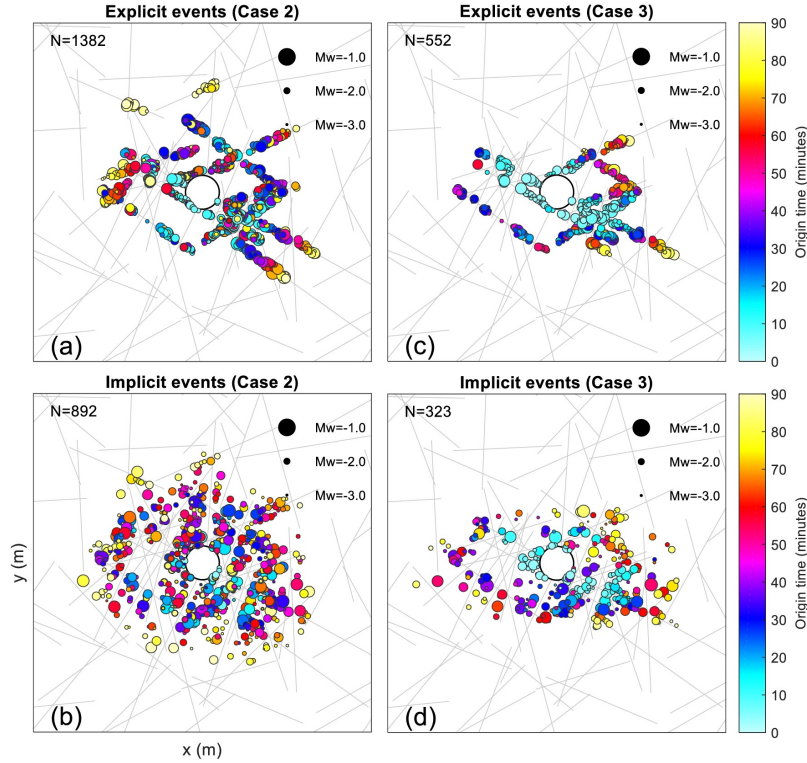 Explicit events (Case 2)
N=1382
Mw=-1.0
Mw=-2.0
Mw=-3.0
(a)
Explicit events (Case 3)
N=552
Mw=-1.0
Mw=-2.0
Mw=-3.0
(c)
90
80
70
60
50
40
30
20
10
0
Origin time (minutes)
Implicit events (Case 2)
N=892
Mw=-1.0
Mw=-2.0
Mw=-3.0
(b)
y (m)
x (m)
Implicit events (Case 3)
N=323
Mw=-1.0
Mw=-2.0
Mw=-3.0
(d)
90
80
70
60
50
40
30
20
10
0
Origin time (minutes)